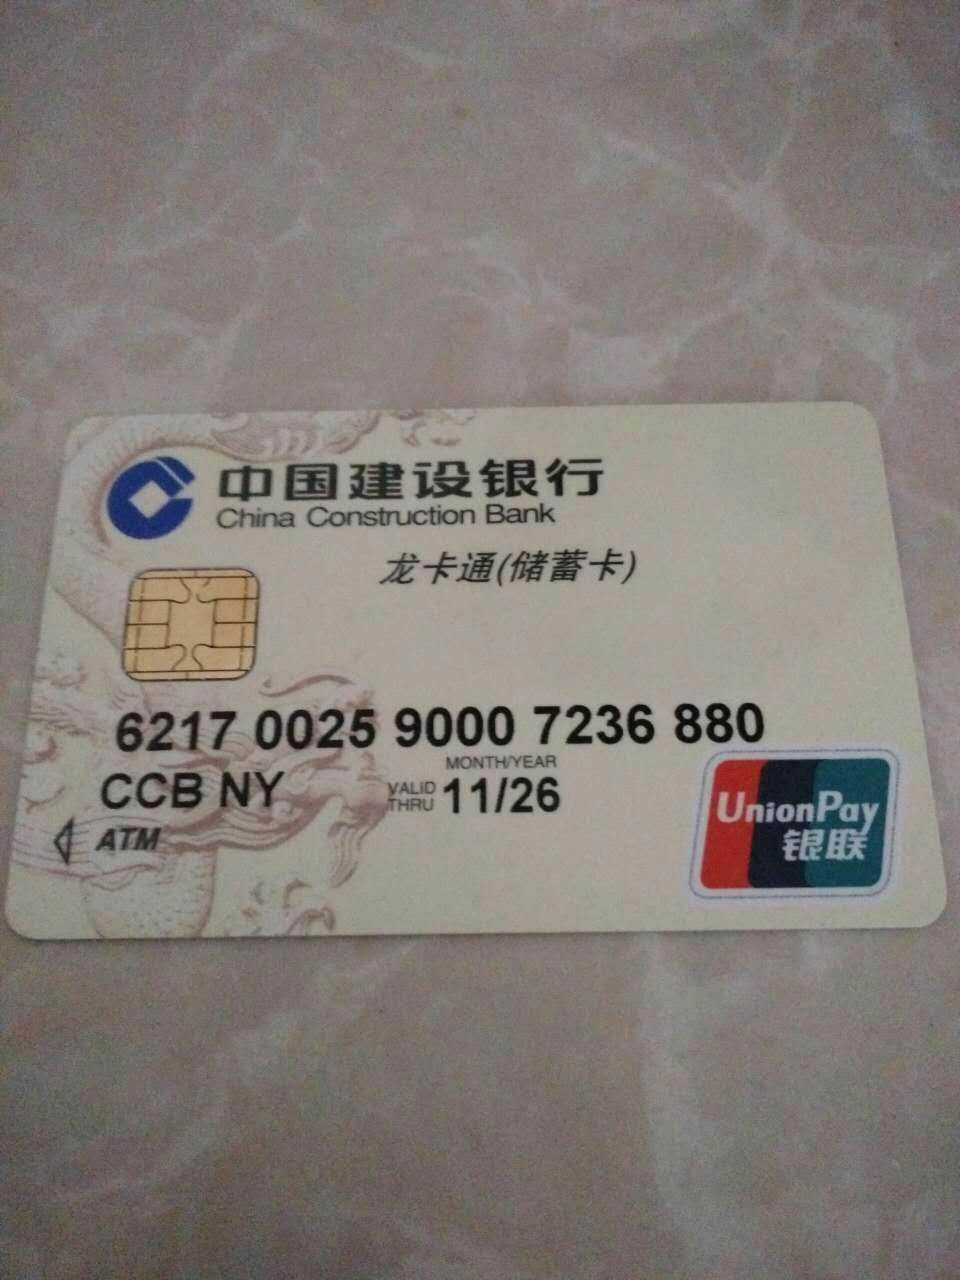 中国建设银行
China Construction Bank
龙卡通(储蓄卡)
6217 0025 9000 7236 880
MONTH/YEAR
CCB NY VALID THRU 11/26
ATM
UnionPay
银联